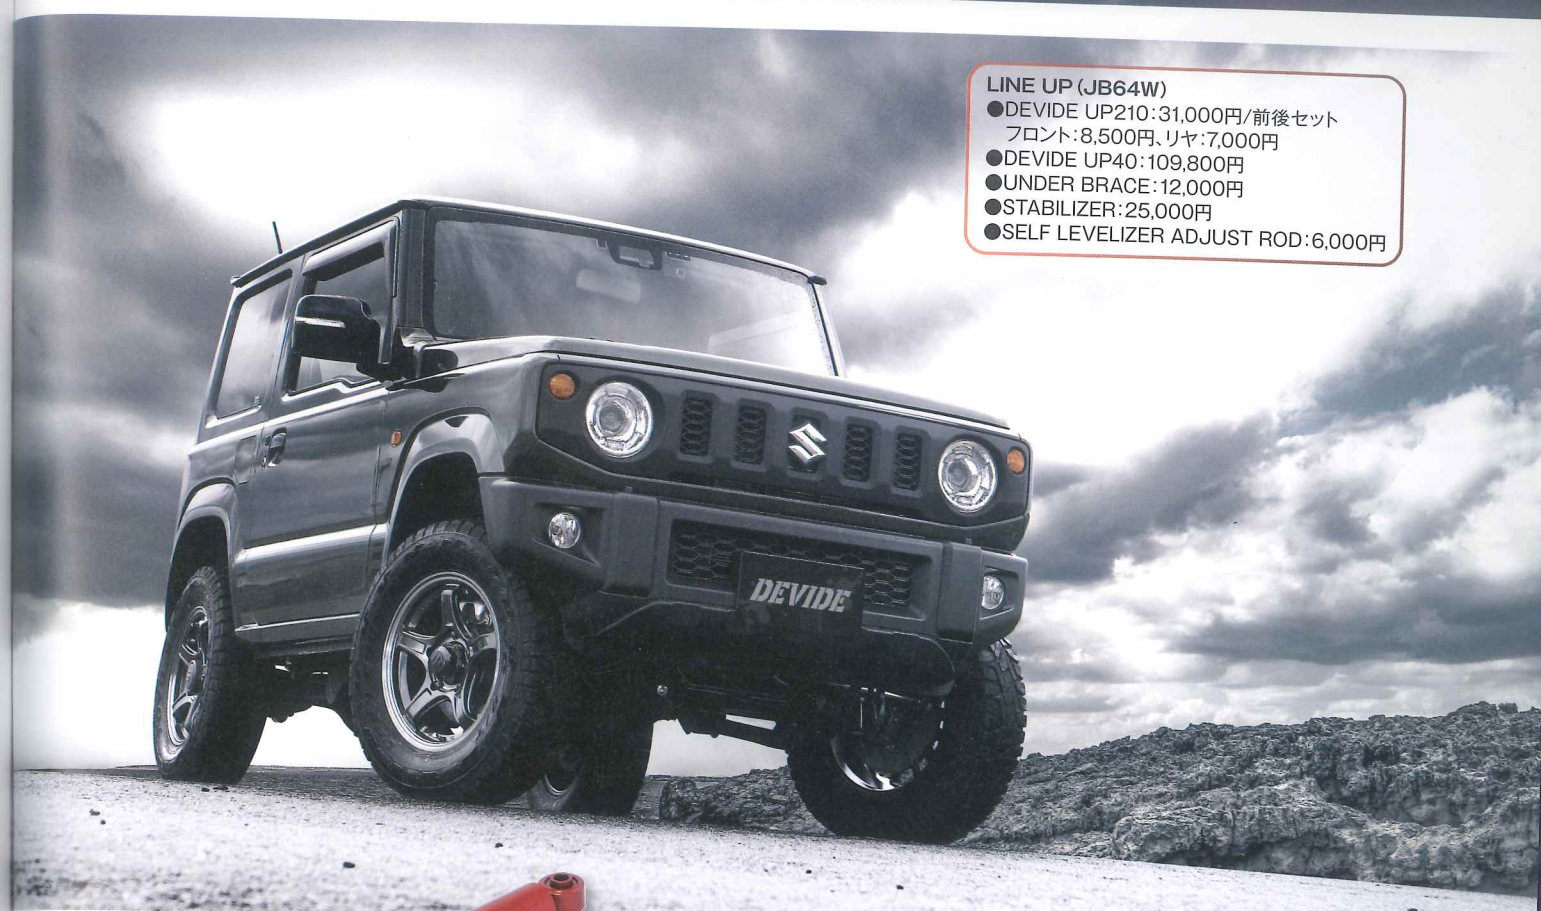 LINE UP（JB64W）
●DEVIDE UP210：31,000円/前後セット
フロント：8,500円、リヤ：7,000円
●DEVIDE UP40：109,800円
●UNDER BRACE：12,000円
●STABILIZER：25,000円
●SELF LEVELIZER ADJUST ROD：6,000円
DEVIDE